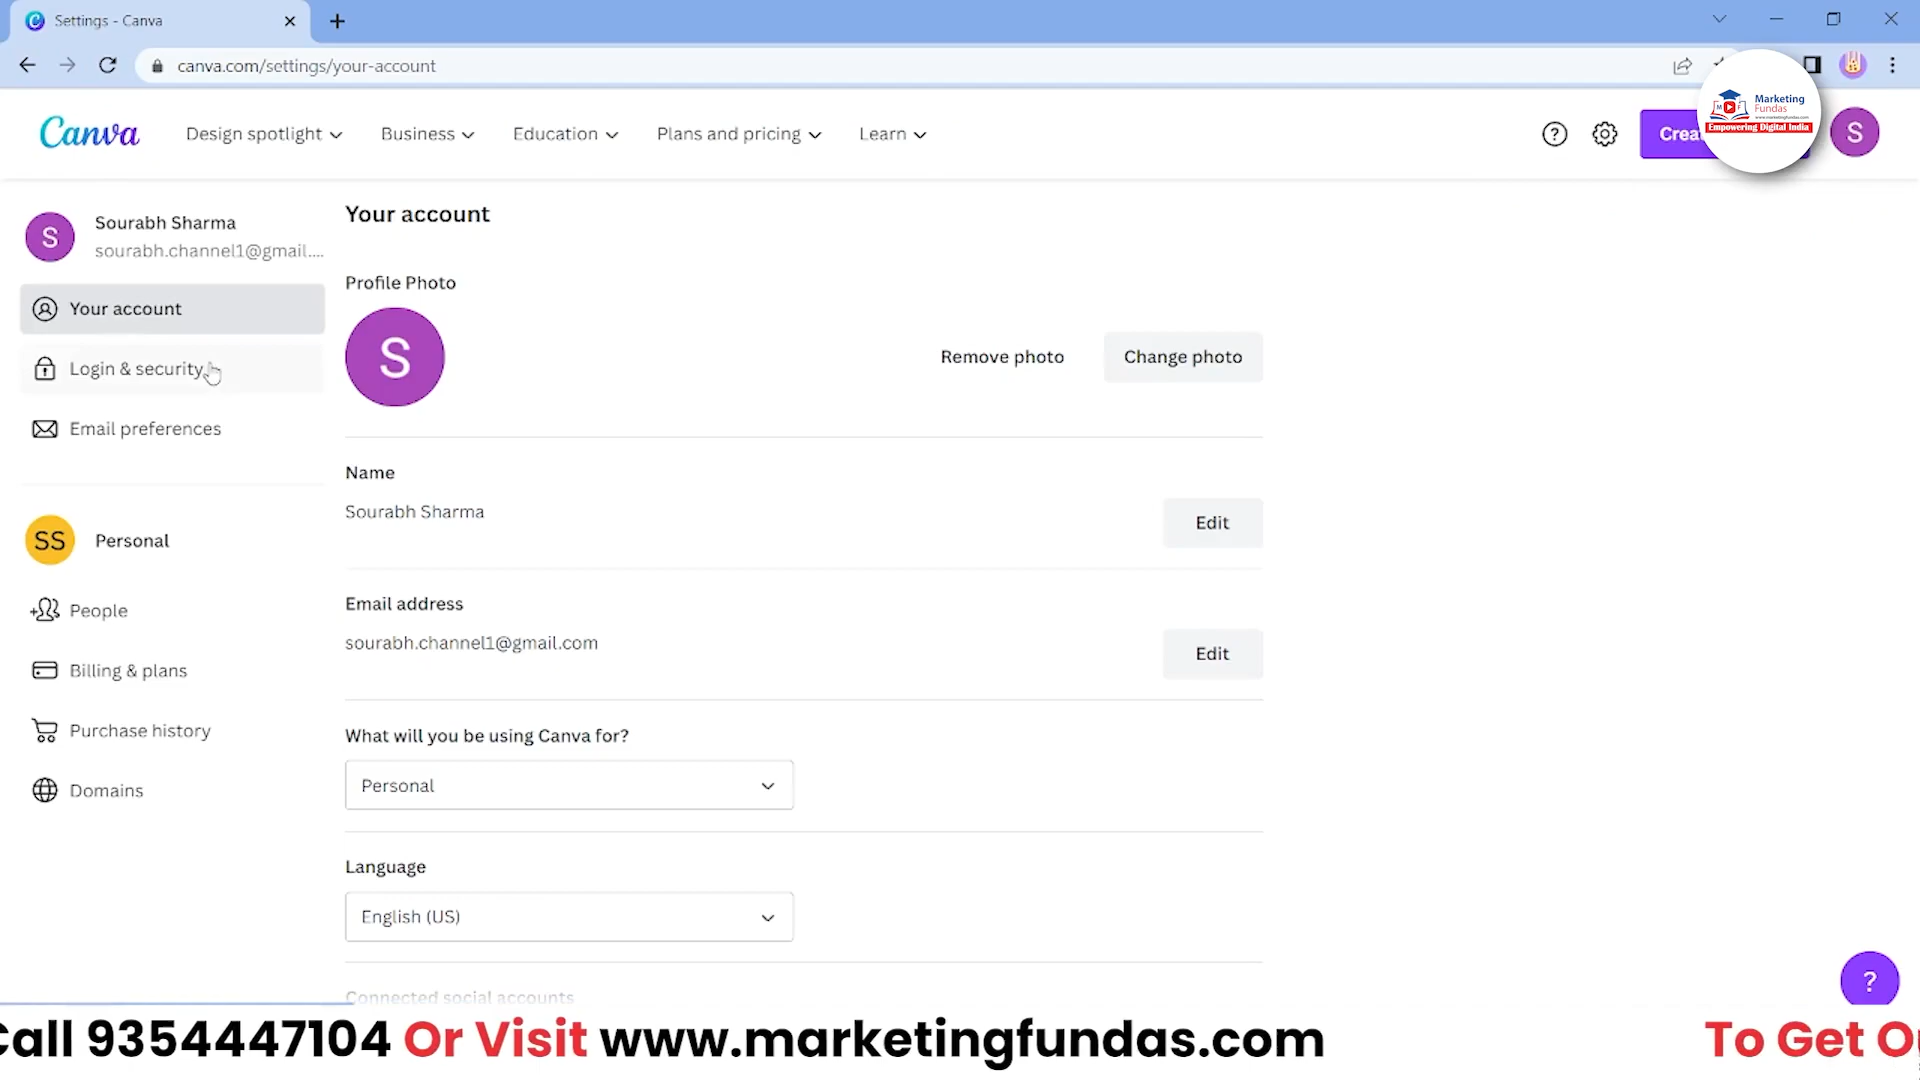 Settings - Canva
canva.com/settings/your-account
Canva
Design spotlight
Business
Education
Plans and pricing
Learn
Marketing
Fundas
www.marketingfundas.com
Empowering Digital India
S
Sourabh Sharma
sourabh.channel1@gmail....
Your account
Login & security
Email preferences
SS
Personal
People
Billing & plans
Purchase history
Domains
Your account
Profile Photo
S
Remove photo
Change photo
Name
Sourabh Sharma
Edit
Email address
sourabh.channel1@gmail.com
Edit
What will you be using Canva for?
Personal
Language
English (US)
Connected social accounts
?
Call 9354447104 Or Visit www.marketingfundas.com
To Get